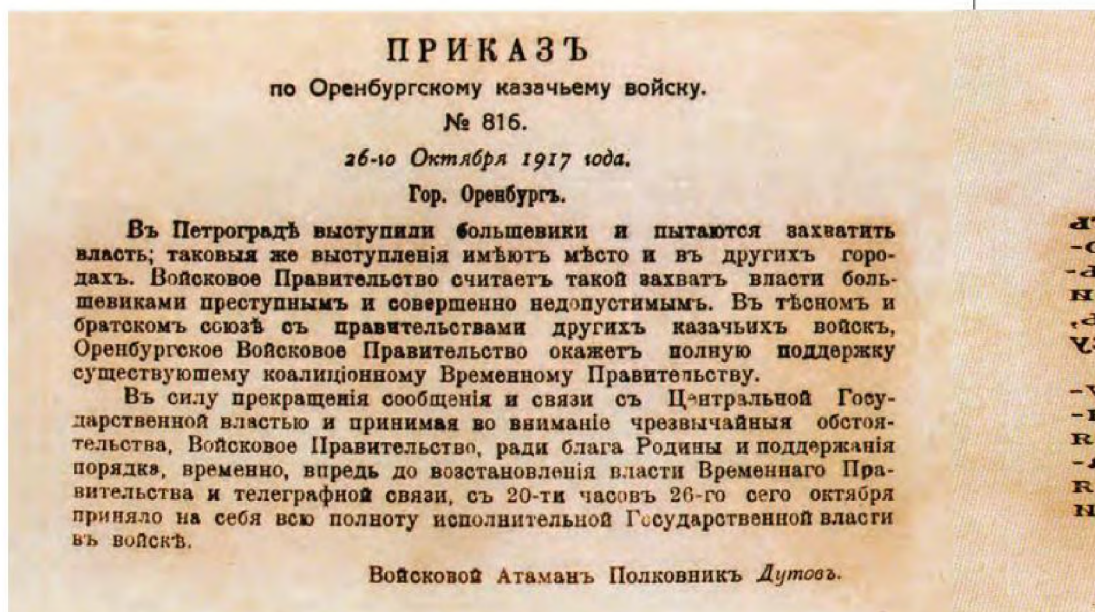 ПРИКАЗЪ
по Оренбургскому казачьему войску.
№ 816.
26-го Октября 1917 года.
Гор. Оренбургъ.
Въ Петроградѣ выступили большевики и пытаются захватить
власть; таковыя же выступленія имѣютъ мѣсто и въ другихъ горо-
дахъ. Войсковое Правительство считаетъ такой захватъ власти боль-
шевиками преступнымъ и совершенно недопустимымъ. Въ тѣсномъ и
братскомъ союзѣ съ правительствами другихъ казачьихъ войскъ,
Оренбургское Войсковое Правительство окажетъ полную поддержку
существуюшему коалиціонному Временному Правительству.
Въ силу прекращенія сообщенія и связи съ Центральной Госу-
дарственной властью и принимая во вниманіе чрезвычайныя обстоя-
тельства, Войсковое Правительство, ради блага Родины и поддержанія
порядка, временно, впредь до возстановленія власти Временнаго Пра-
вительства и телеграфной связи, съ 20-ти часовъ 26-го сего октября
приняло на себя всю полноту исполнительной Государственной власти
въ войскѣ.
Войсковой Атаманъ Полковникъ Дутовъ.